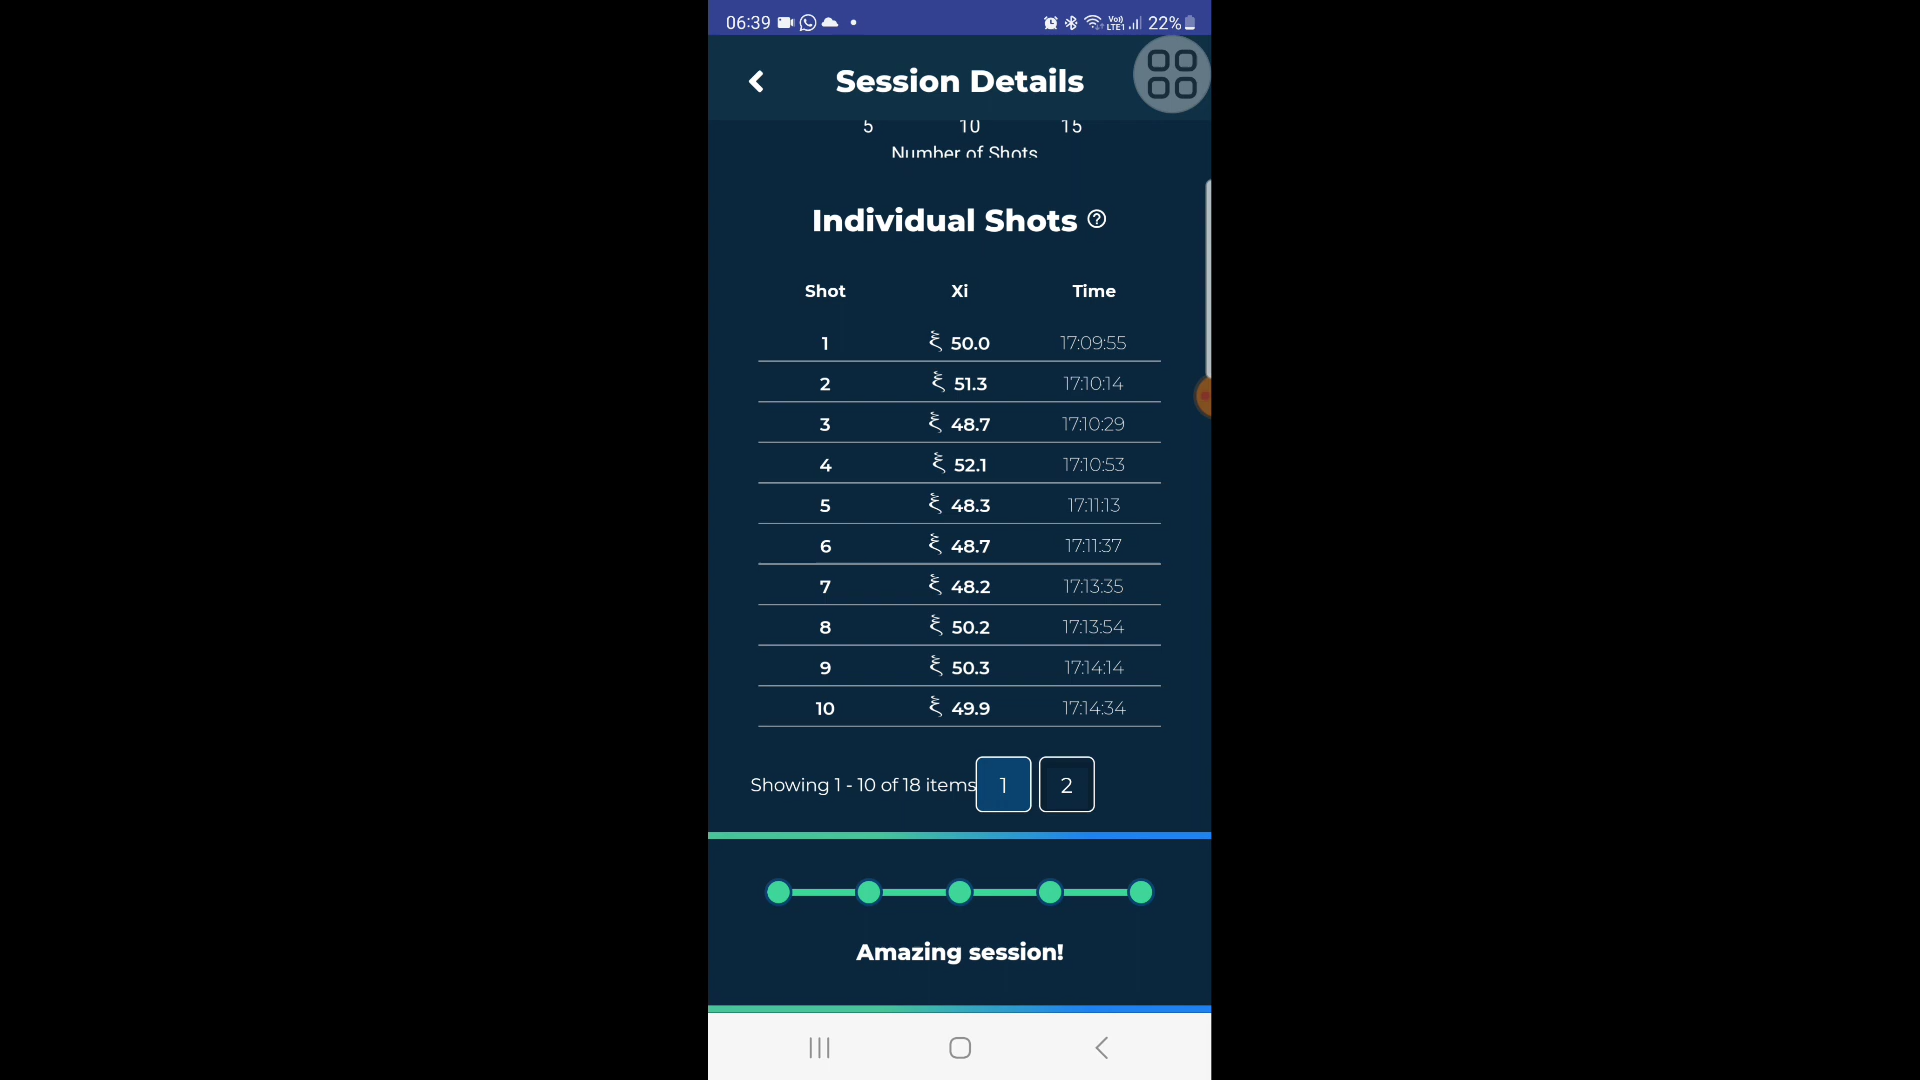 06:39 Vo)) LTE1 22%
Session Details
5 10 15
Number of Shots
Individual Shots ?
Shot Xi Time
1 ξ 50.0 17:09:55
2 ξ 51.3 17:10:14
3 ξ 48.7 17:10:29
4 ξ 52.1 17:10:53
5 ξ 48.3 17:11:13
6 ξ 48.7 17:11:37
7 ξ 48.2 17:13:35
8 ξ 50.2 17:13:54
9 ξ 50.3 17:14:14
10 ξ 49.9 17:14:34
Showing 1 - 10 of 18 items 1 2
Amazing session!